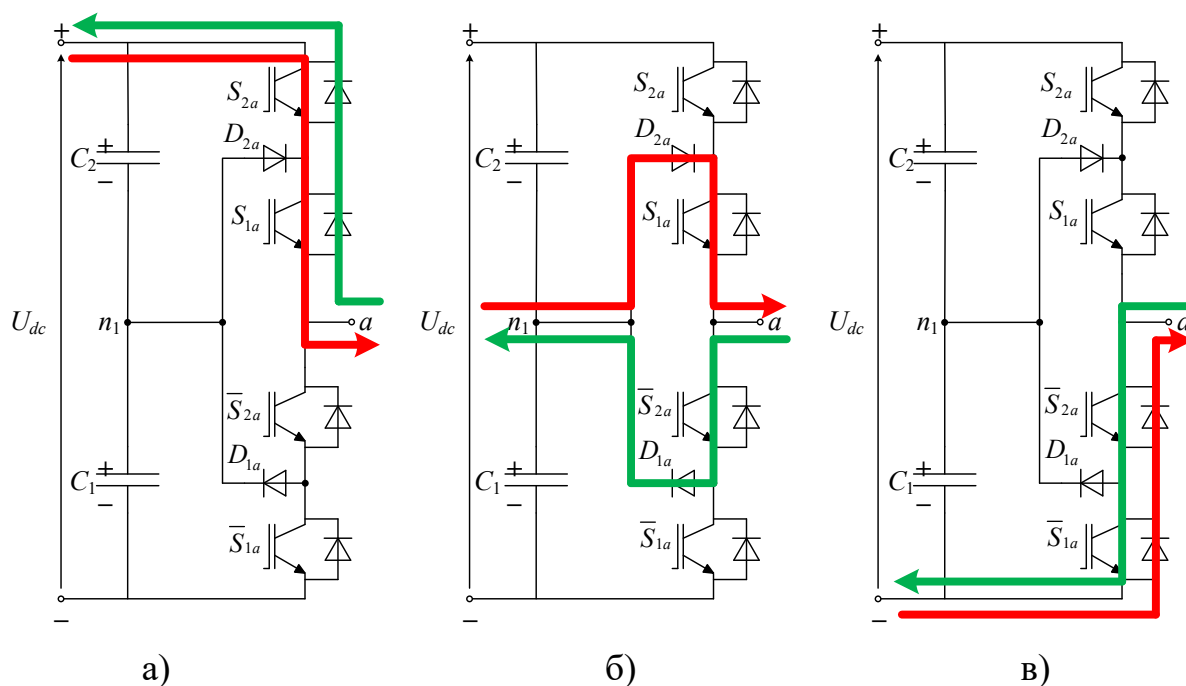 +
S2a
D2a
C2
+
−
S1a
Udc
n1
a
S̅2a
D1a
C1
+
−
S̅1a
−
а)
+
S2a
D2a
C2
+
−
S1a
Udc
n1
a
S̅2a
D1a
C1
+
−
S̅1a
−
б)
+
S2a
D2a
C2
+
−
S1a
Udc
n1
a
S̅2a
D1a
C1
+
−
S̅1a
−
в)